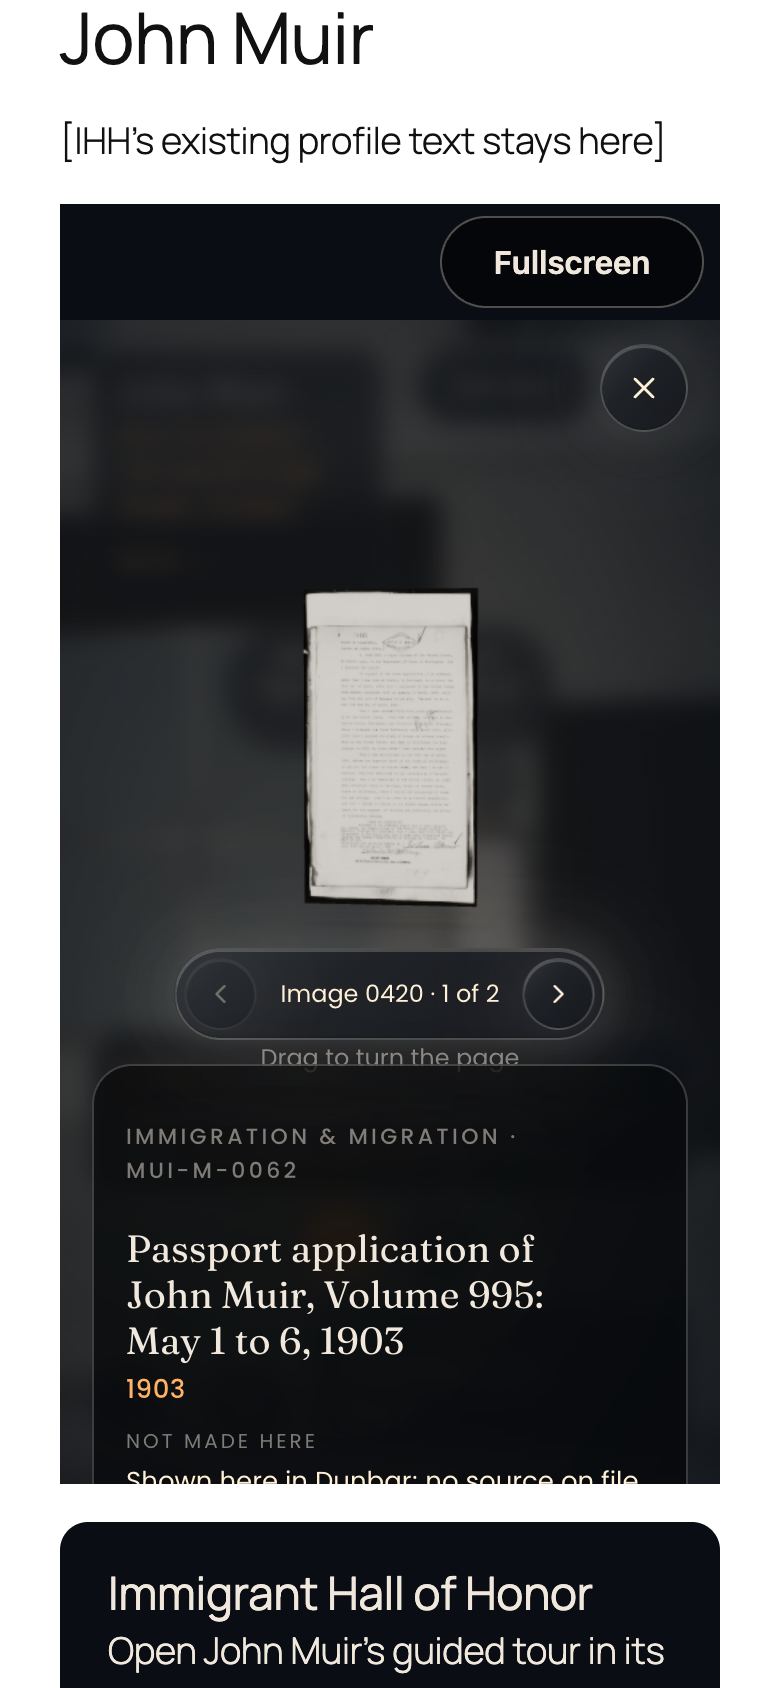 John Muir
[IHH's existing profile text stays here]
Fullscreen
Image 0420 · 1 of 2
Drag to turn the page
IMMIGRATION & MIGRATION ·
MUI-M-0062
Passport application of
John Muir, Volume 995:
May 1 to 6, 1903
1903
NOT MADE HERE
Shown here in Dunbar; no source on file
Immigrant Hall of Honor
Open John Muir's guided tour in its